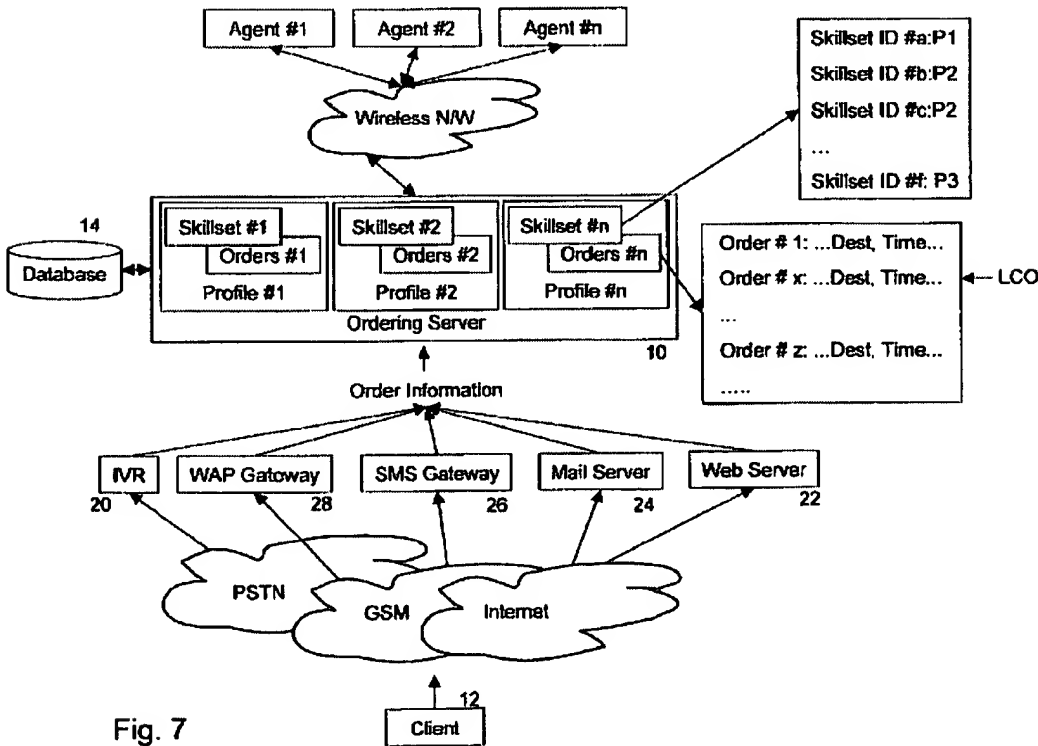 Agent #1
Agent #2
Agent #n
Wireless N/W
Skillset ID #a:P1
Skillset ID #b:P2
Skillset ID #c:P2
...
Skillset ID #f: P3
14
Database
Skillset #1
Orders #1
Profile #1
Skillset #2
Orders #2
Profile #2
Skillset #n
Orders #n
Profile #n
Ordering Server
10
Order # 1: ...Dest, Time...
Order # x: ...Dest, Time...
...
Order # z: ...Dest, Time...
.....
LCO
Order Information
IVR
20
WAP Gatoway
28
SMS Gateway
26
Mail Server
24
Web Server
22
PSTN
GSM
Internet
12
Client
Fig. 7